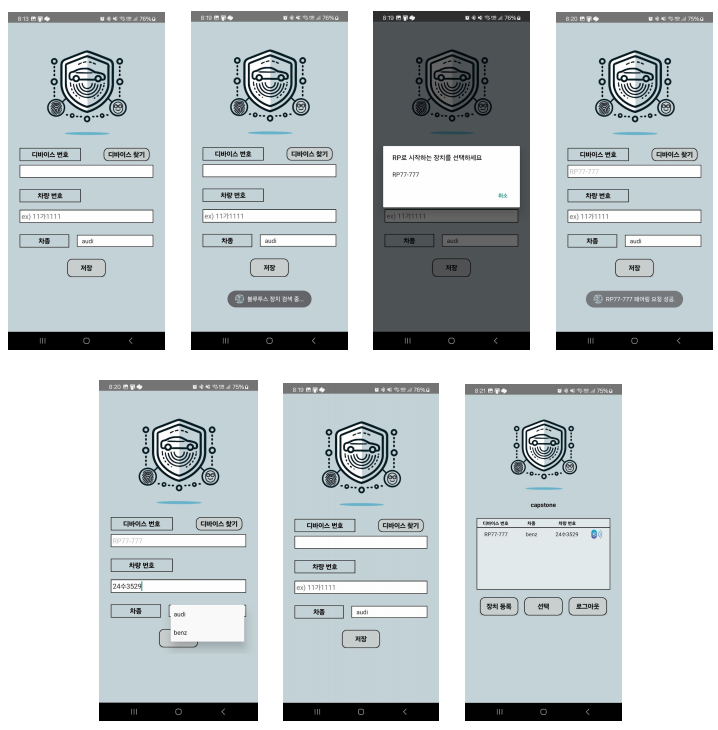 8:13
76%
디바이스 번호
디바이스 찾기
차량 번호
ex) 11가1111
차종
audi
저장
8:19
76%
디바이스 번호
디바이스 찾기
차량 번호
ex) 11가1111
차종
audi
저장
블루투스 장치 검색 중...
8:19
76%
RP로 시작하는 장치를 선택하세요
RP77-777
취소
ex) 11가1111
차종
audi
저장
8:20
75%
디바이스 번호
디바이스 찾기
RP77-777
차량 번호
ex) 11가1111
차종
audi
저장
RP77-777 페어링 요청 성공.
8:20
75%
디바이스 번호
디바이스 찾기
RP77-777
차량 번호
24수3529
차종
audi
benz
8:19
76%
디바이스 번호
디바이스 찾기
차량 번호
ex) 11가1111
차종
audi
저장
8:21
75%
capstone
디바이스 번호 차종 차량 번호
RP77-777 benz 24수3529
장치 등록
선택
로그아웃